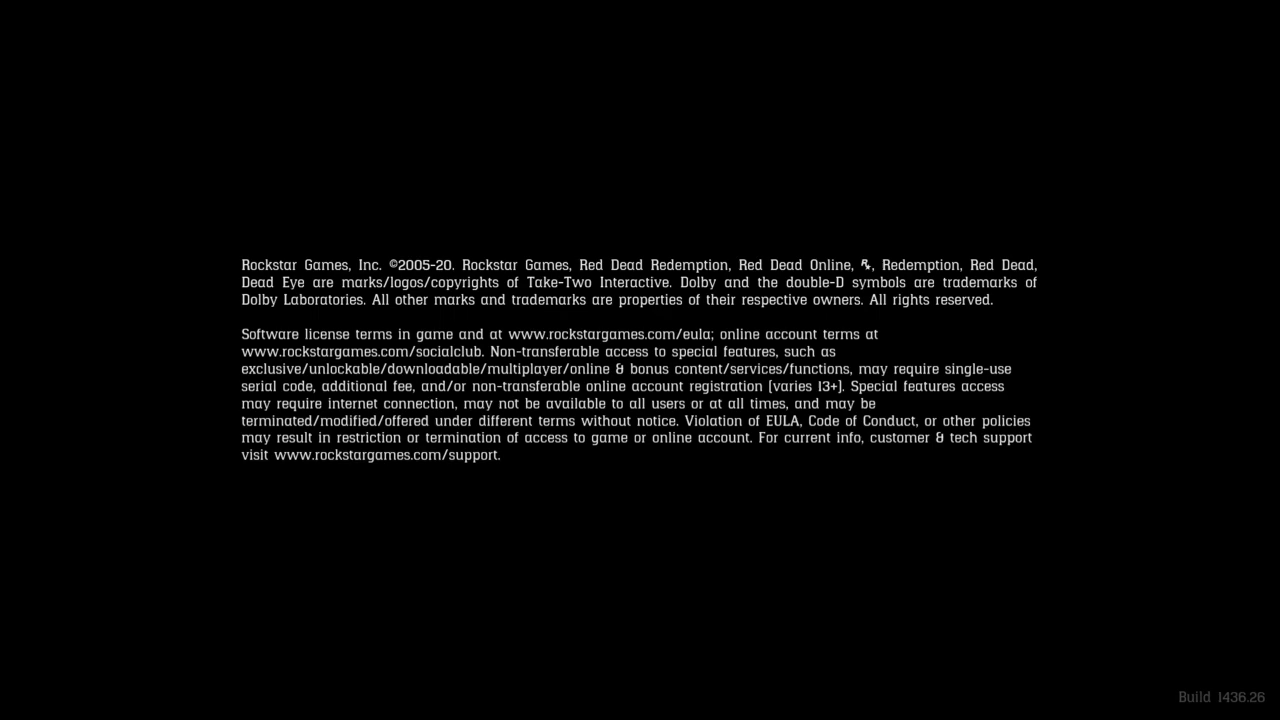 Rockstar Games, Inc. ©2005-20. Rockstar Games, Red Dead Redemption, Red Dead Online, R★, Redemption, Red Dead,
Dead Eye are marks/logos/copyrights of Take-Two Interactive. Dolby and the double-D symbols are trademarks of
Dolby Laboratories. All other marks and trademarks are properties of their respective owners. All rights reserved.
Software license terms in game and at www.rockstargames.com/eula; online account terms at
www.rockstargames.com/socialclub. Non-transferable access to special features, such as
exclusive/unlockable/downloadable/multiplayer/online & bonus content/services/functions, may require single-use
serial code, additional fee, and/or non-transferable online account registration (varies 13+). Special features access
may require internet connection, may not be available to all users or at all times, and may be
terminated/modified/offered under different terms without notice. Violation of EULA, Code of Conduct, or other policies
may result in restriction or termination of access to game or online account. For current info, customer & tech support
visit www.rockstargames.com/support.
Build 1436.26